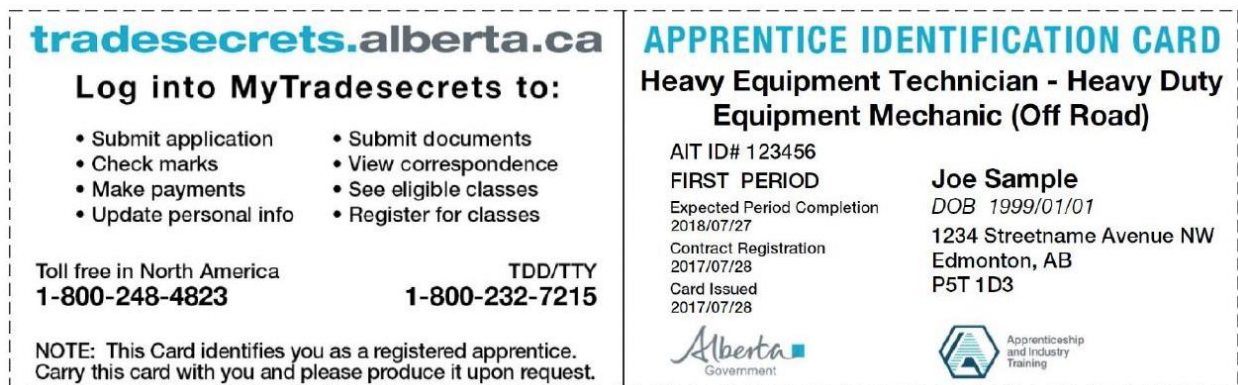 tradesecrets.alberta.ca
Log into MyTradesecrets to:
• Submit application
• Check marks
• Make payments
• Update personal info
• Submit documents
• View correspondence
• See eligible classes
• Register for classes
Toll free in North America
1-800-248-4823
TDD/TTY
1-800-232-7215
NOTE: This Card identifies you as a registered apprentice.
Carry this card with you and please produce it upon request.
APPRENTICE IDENTIFICATION CARD
Heavy Equipment Technician - Heavy Duty
Equipment Mechanic (Off Road)
AIT ID# 123456
FIRST PERIOD
Expected Period Completion
2018/07/27
Contract Registration
2017/07/28
Card Issued
2017/07/28
Joe Sample
DOB 1999/01/01
1234 Streetname Avenue NW
Edmonton, AB
P5T 1D3
Alberta
Government
Apprenticeship
and Industry
Training